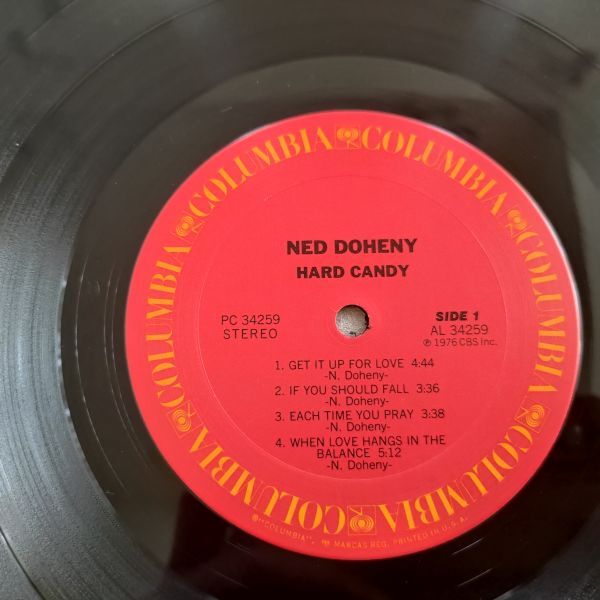 COLUMBIA COLUMBIA COLUMBIA COLUMBIA COLUMBIA COLUMBIA
NED DOHENY
HARD CANDY
PC 34259
STEREO
SIDE 1
AL 34259
℗ 1976 CBS Inc.
1. GET IT UP FOR LOVE 4:44
-N. Doheny-
2. IF YOU SHOULD FALL 3:36
-N. Doheny-
3. EACH TIME YOU PRAY 3:38
-N. Doheny-
4. WHEN LOVE HANGS IN THE
BALANCE 5:12
-N. Doheny-
"COLUMBIA", MARCAS REG. PRINTED IN U.S.A.